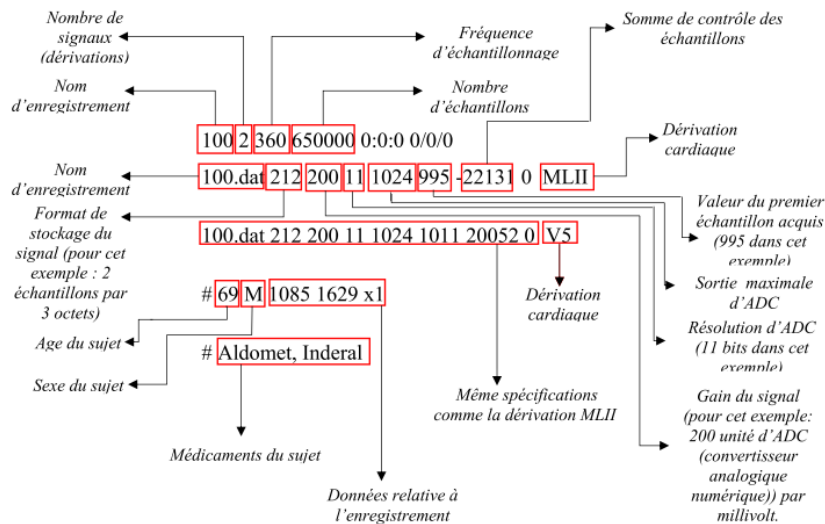 Nombre de
signaux
(dérivations)
Fréquence
d'échantillonnage
Somme de contrôle des
échantillons
Nom
d'enregistrement
Nombre
d'échantillons
100 2 360 650000 0:0:0 0/0/0
Dérivation
cardiaque
Nom
d'enregistrement
100.dat 212 200 11 1024 995 -22131 0 MLII
Format de
stockage du
signal (pour cet
exemple : 2
échantillons par
3 octets)
100.dat 212 200 11 1024 1011 20052 0 V5
Valeur du premier
échantillon acquis
(995 dans cet
exemple)
# 69 M 1085 1629 x1
Dérivation
cardiaque
Sortie maximale
d'ADC
Age du sujet
# Aldomet, Inderal
Résolution d'ADC
(11 bits dans cet
exemple)
Sexe du sujet
Même spécifications
comme la dérivation MLII
Gain du signal
(pour cet exemple:
200 unité d'ADC
(convertisseur
analogique
numérique)) par
millivolt.
Médicaments du sujet
Données relative à
l'enregistrement